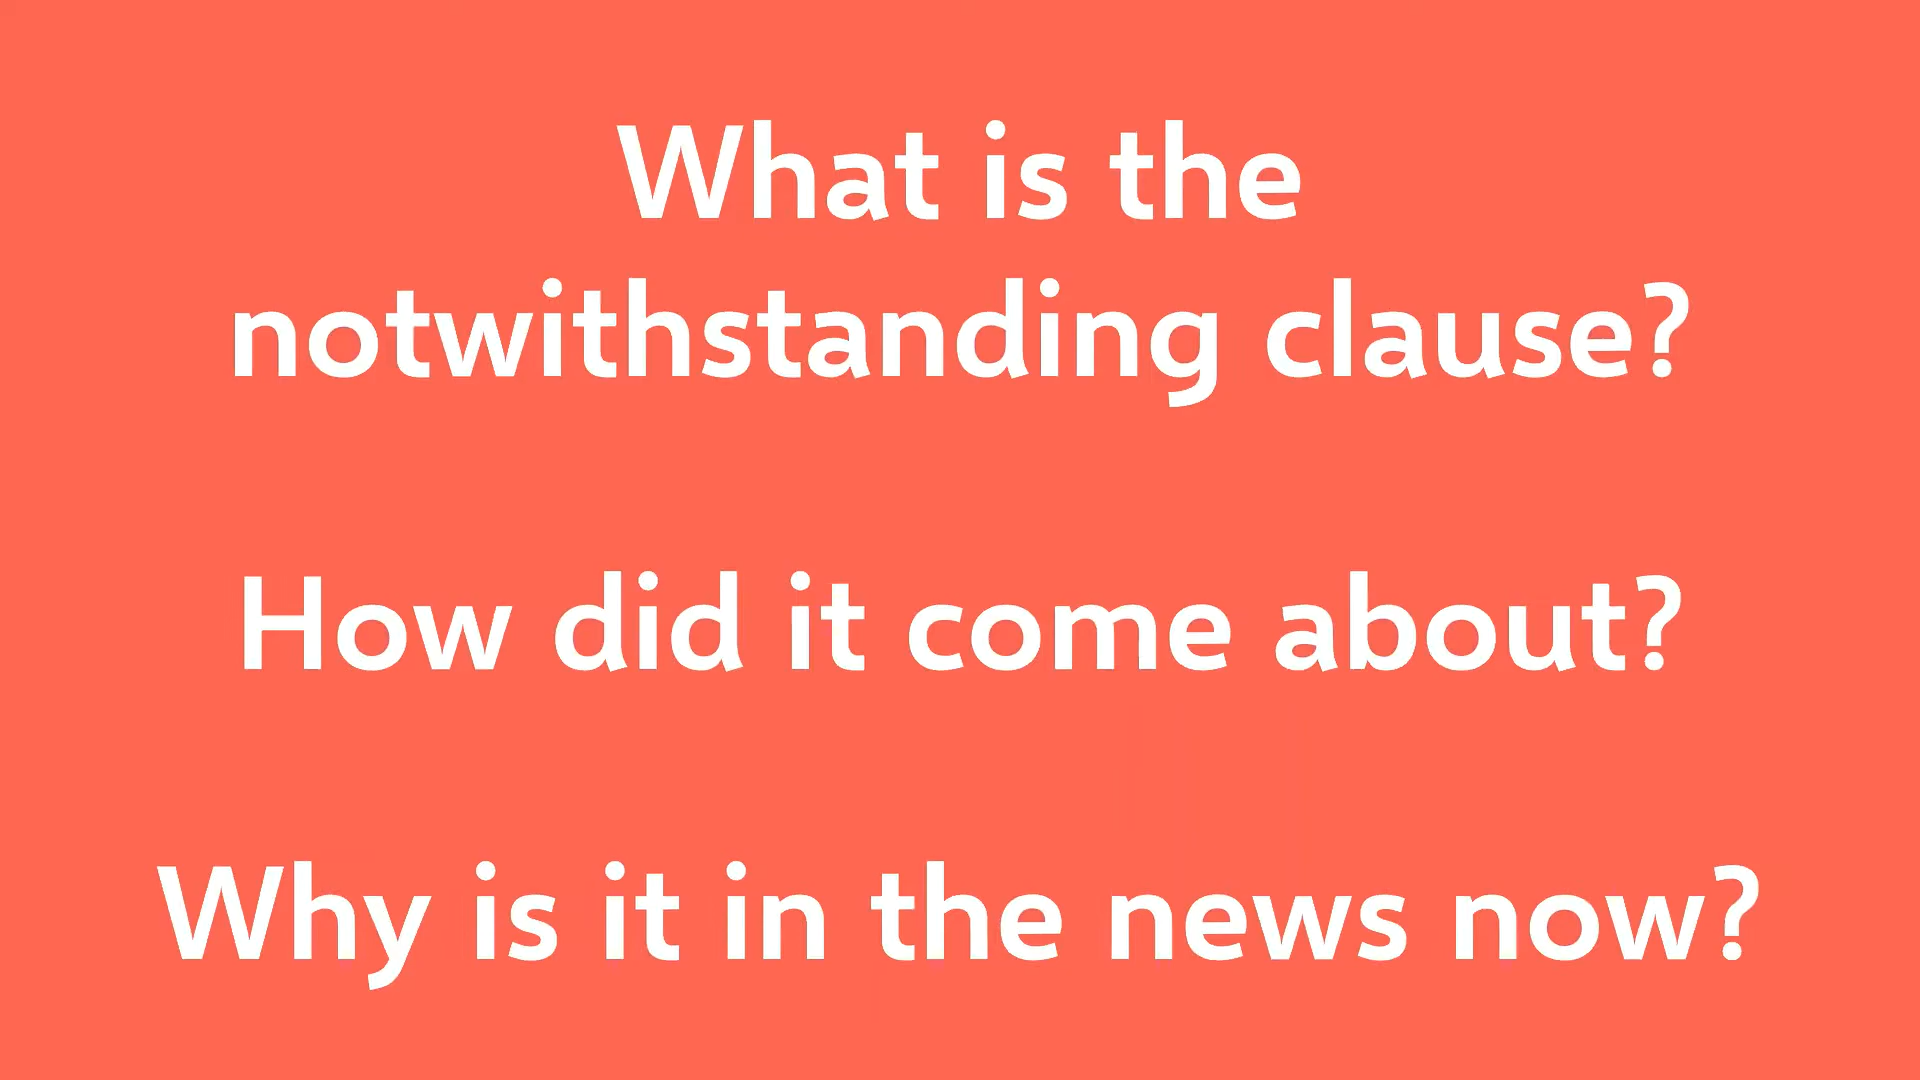 What is the
notwithstanding clause?
How did it come about?
Why is it in the news now?